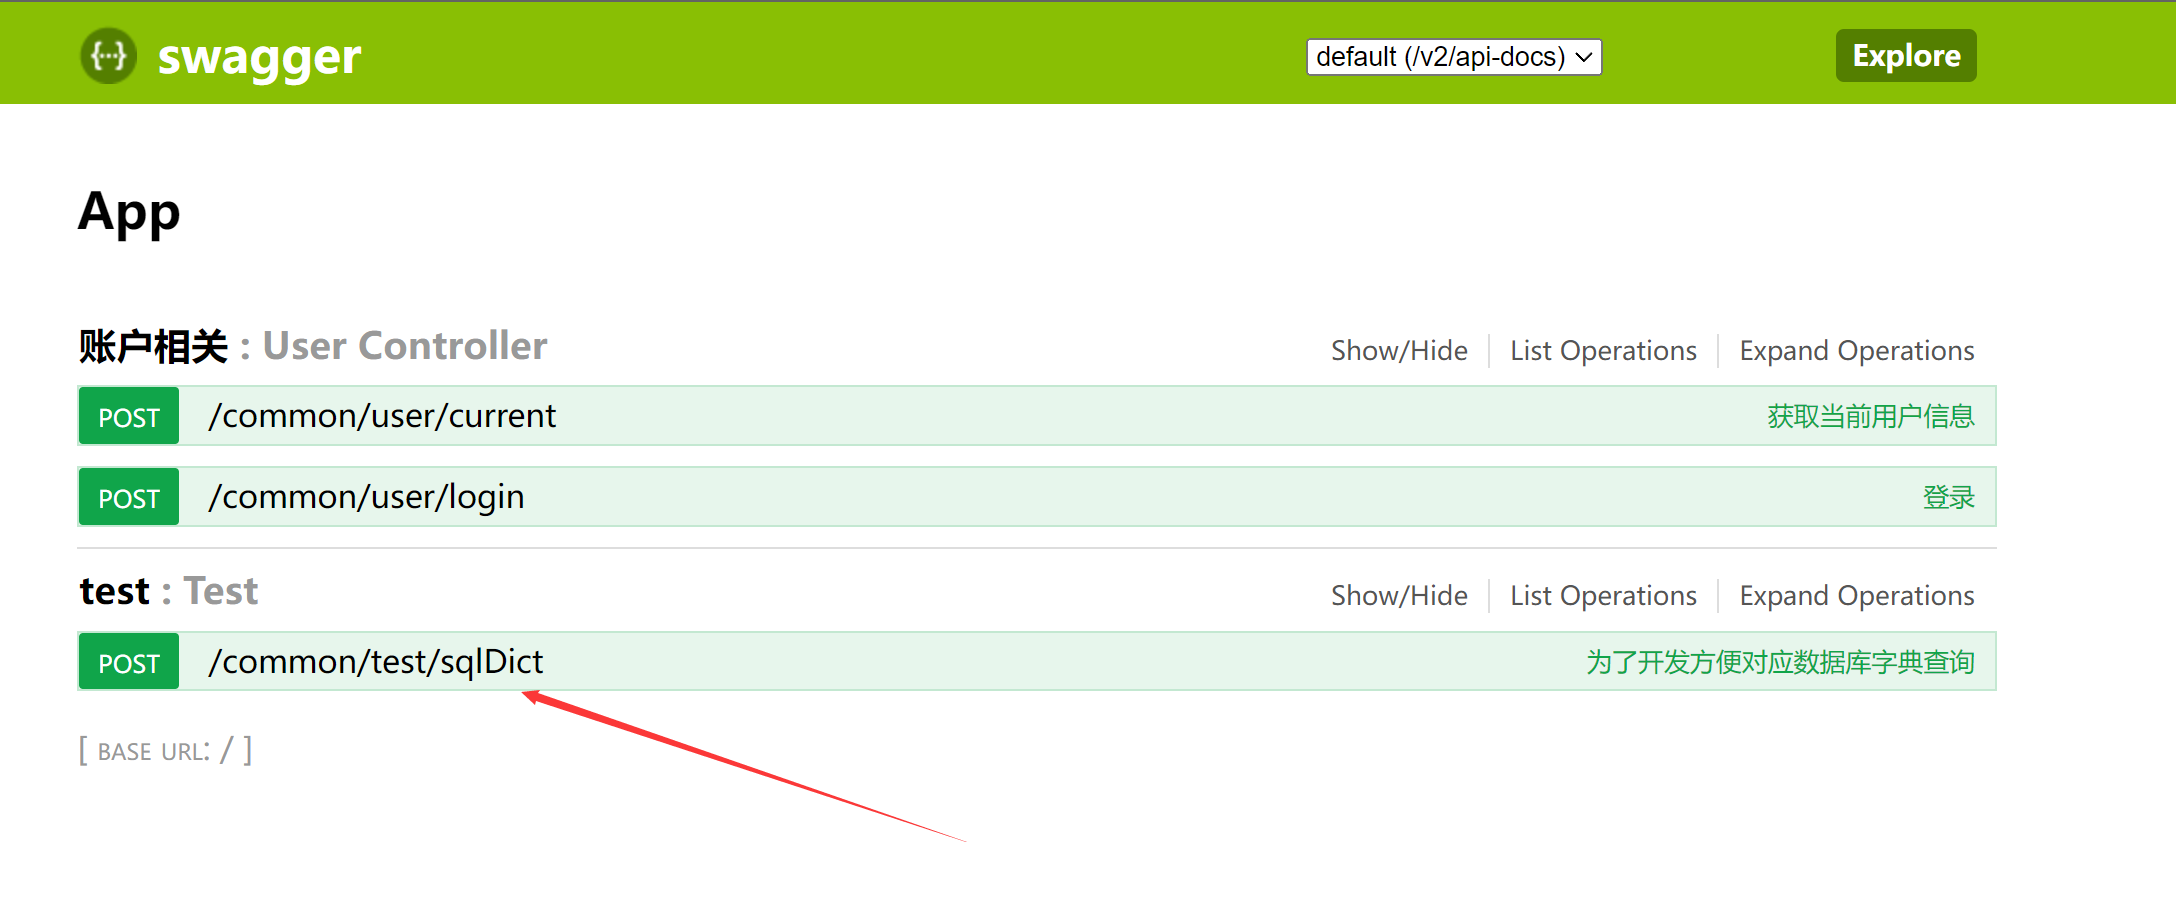 {···} swagger default (/v2/api-docs) Explore
App
账户相关 : User Controller Show/Hide List Operations Expand Operations
POST /common/user/current 获取当前用户信息
POST /common/user/login 登录
test : Test Show/Hide List Operations Expand Operations
POST /common/test/sqlDict 为了开发方便对应数据库字典查询
[ BASE URL: / ]